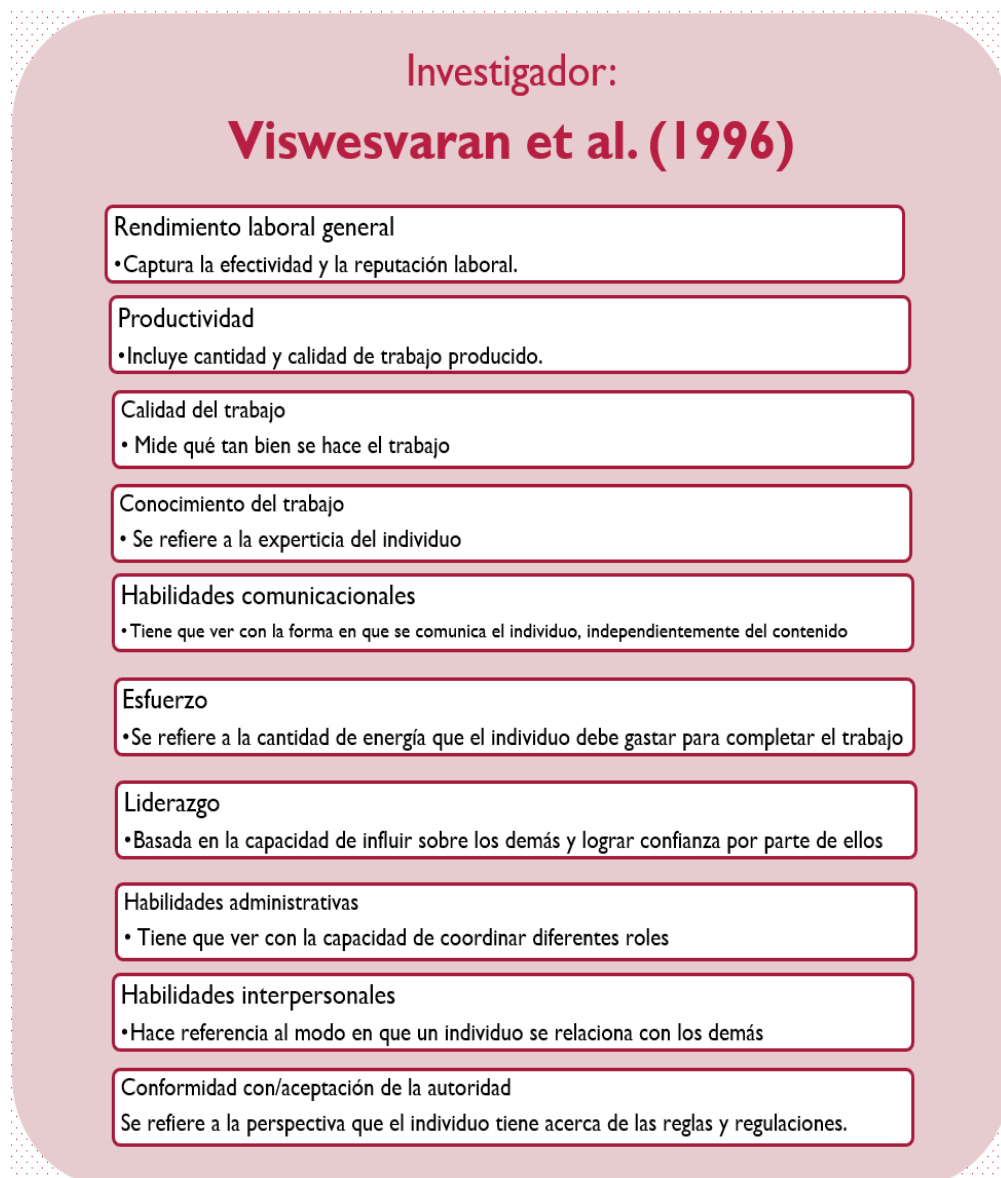 Investigador:
Viswesvaran et al. (1996)
Rendimiento laboral general
•Captura la efectividad y la reputación laboral.
Productividad
•Incluye cantidad y calidad de trabajo producido.
Calidad del trabajo
• Mide qué tan bien se hace el trabajo
Conocimiento del trabajo
• Se refiere a la experticia del individuo
Habilidades comunicacionales
•Tiene que ver con la forma en que se comunica el individuo, independientemente del contenido
Esfuerzo
•Se refiere a la cantidad de energía que el individuo debe gastar para completar el trabajo
Liderazgo
•Basada en la capacidad de influir sobre los demás y lograr confianza por parte de ellos
Habilidades administrativas
• Tiene que ver con la capacidad de coordinar diferentes roles
Habilidades interpersonales
•Hace referencia al modo en que un individuo se relaciona con los demás
Conformidad con/aceptación de la autoridad
Se refiere a la perspectiva que el individuo tiene acerca de las reglas y regulaciones.